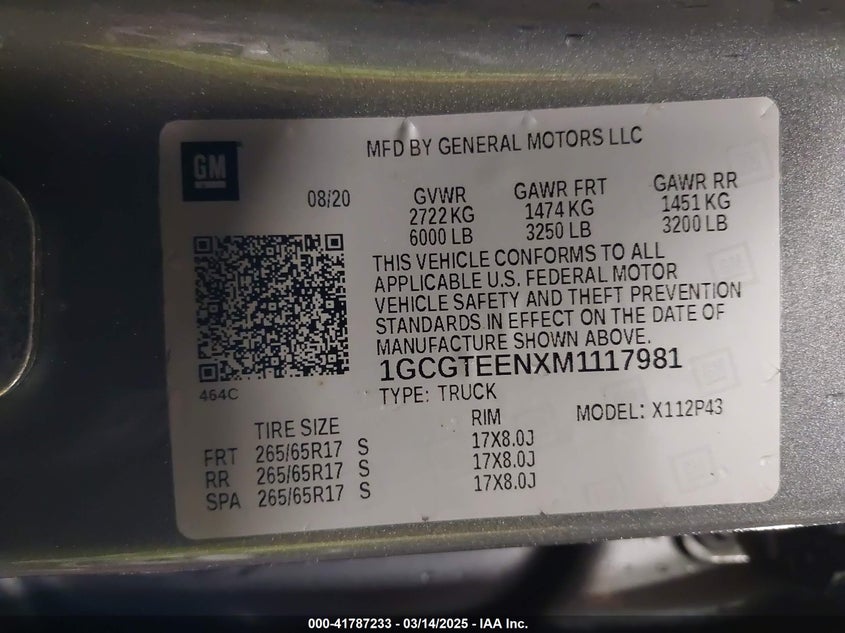 GM
MFD BY GENERAL MOTORS LLC
08/20
GVWR GAWR FRT GAWR RR
2722 KG 1474 KG 1451 KG
6000 LB 3250 LB 3200 LB
THIS VEHICLE CONFORMS TO ALL
APPLICABLE U.S. FEDERAL MOTOR
VEHICLE SAFETY AND THEFT PREVENTION
STANDARDS IN EFFECT ON THE DATE OF
MANUFACTURE SHOWN ABOVE.
1GCGTEENXM1117981
464C
TYPE: TRUCK
TIRE SIZE RIM MODEL: X112P43
FRT 265/65R17 S 17X8.0J
RR 265/65R17 S 17X8.0J
SPA 265/65R17 S 17X8.0J
000-41787233 - 03/14/2025 - IAA Inc.